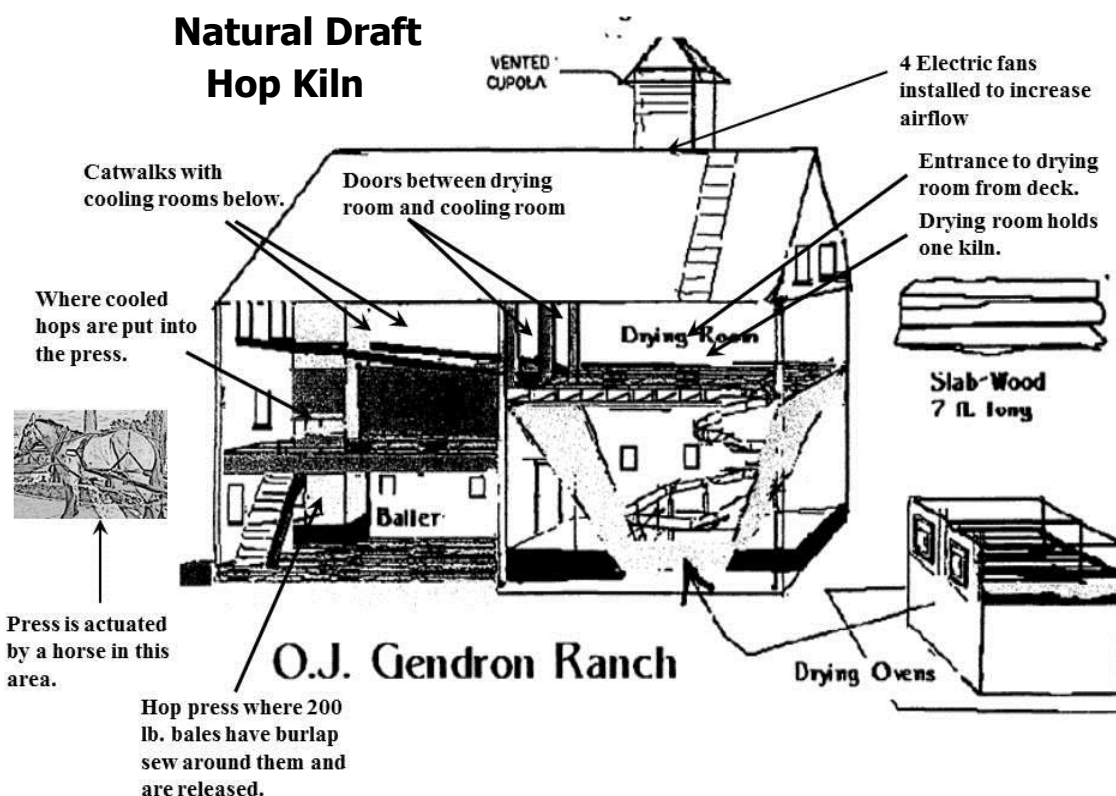 Natural Draft
Hop Kiln
VENTED
CUPOLA
4 Electric fans
installed to increase
airflow
Catwalks with
cooling rooms below.
Doors between drying
room and cooling room
Entrance to drying
room from deck.
Drying room holds
one kiln.
Where cooled
hops are put into
the press.
Drying Room
Slab-Wood
7 ft. long
Baller
Press is actuated
by a horse in this
area.
O.J. Gendron Ranch
Drying Ovens
Hop press where 200
lb. bales have burlap
sew around them and
are released.